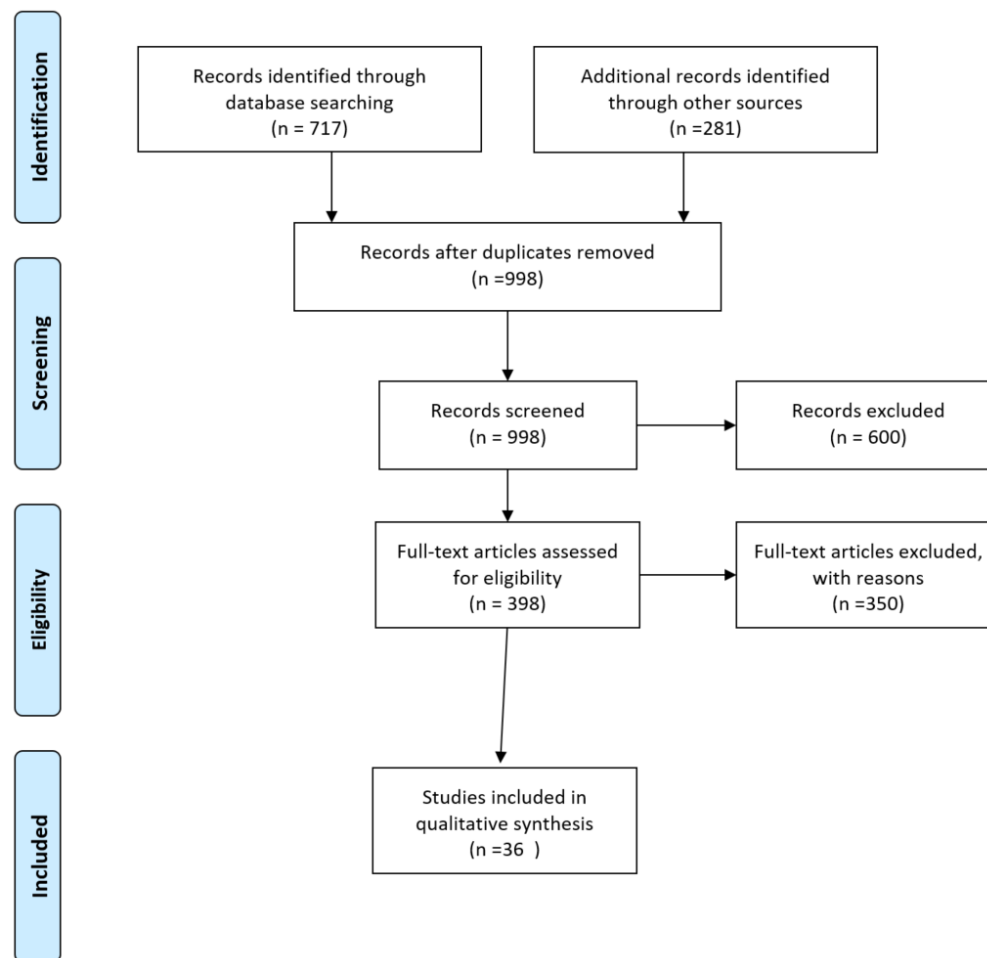 Identification
Records identified through
database searching
(n = 717)
Additional records identified
through other sources
(n =281)
Records after duplicates removed
(n =998)
Screening
Records screened
(n = 998)
Records excluded
(n = 600)
Eligibility
Full-text articles assessed
for eligibility
(n = 398)
Full-text articles excluded,
with reasons
(n =350)
Included
Studies included in
qualitative synthesis
(n =36  )